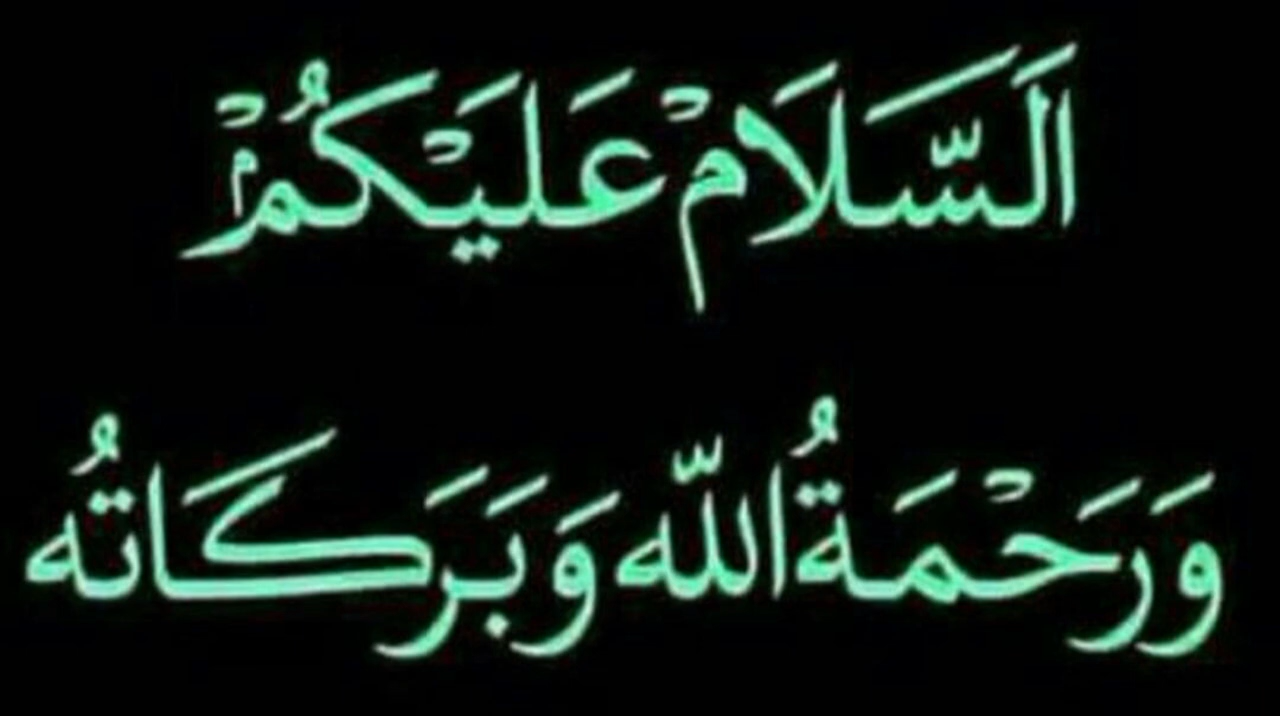 اَلسَّلَامْ عَلَيْكُمْ
وَرَحْمَةُ اللّه وَبَرَكَاتُه